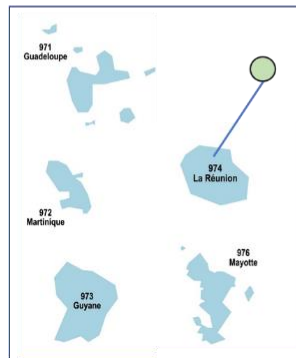 971
Guadeloupe
974
La Réunion
972
Martinique
976
Mayotte
973
Guyane